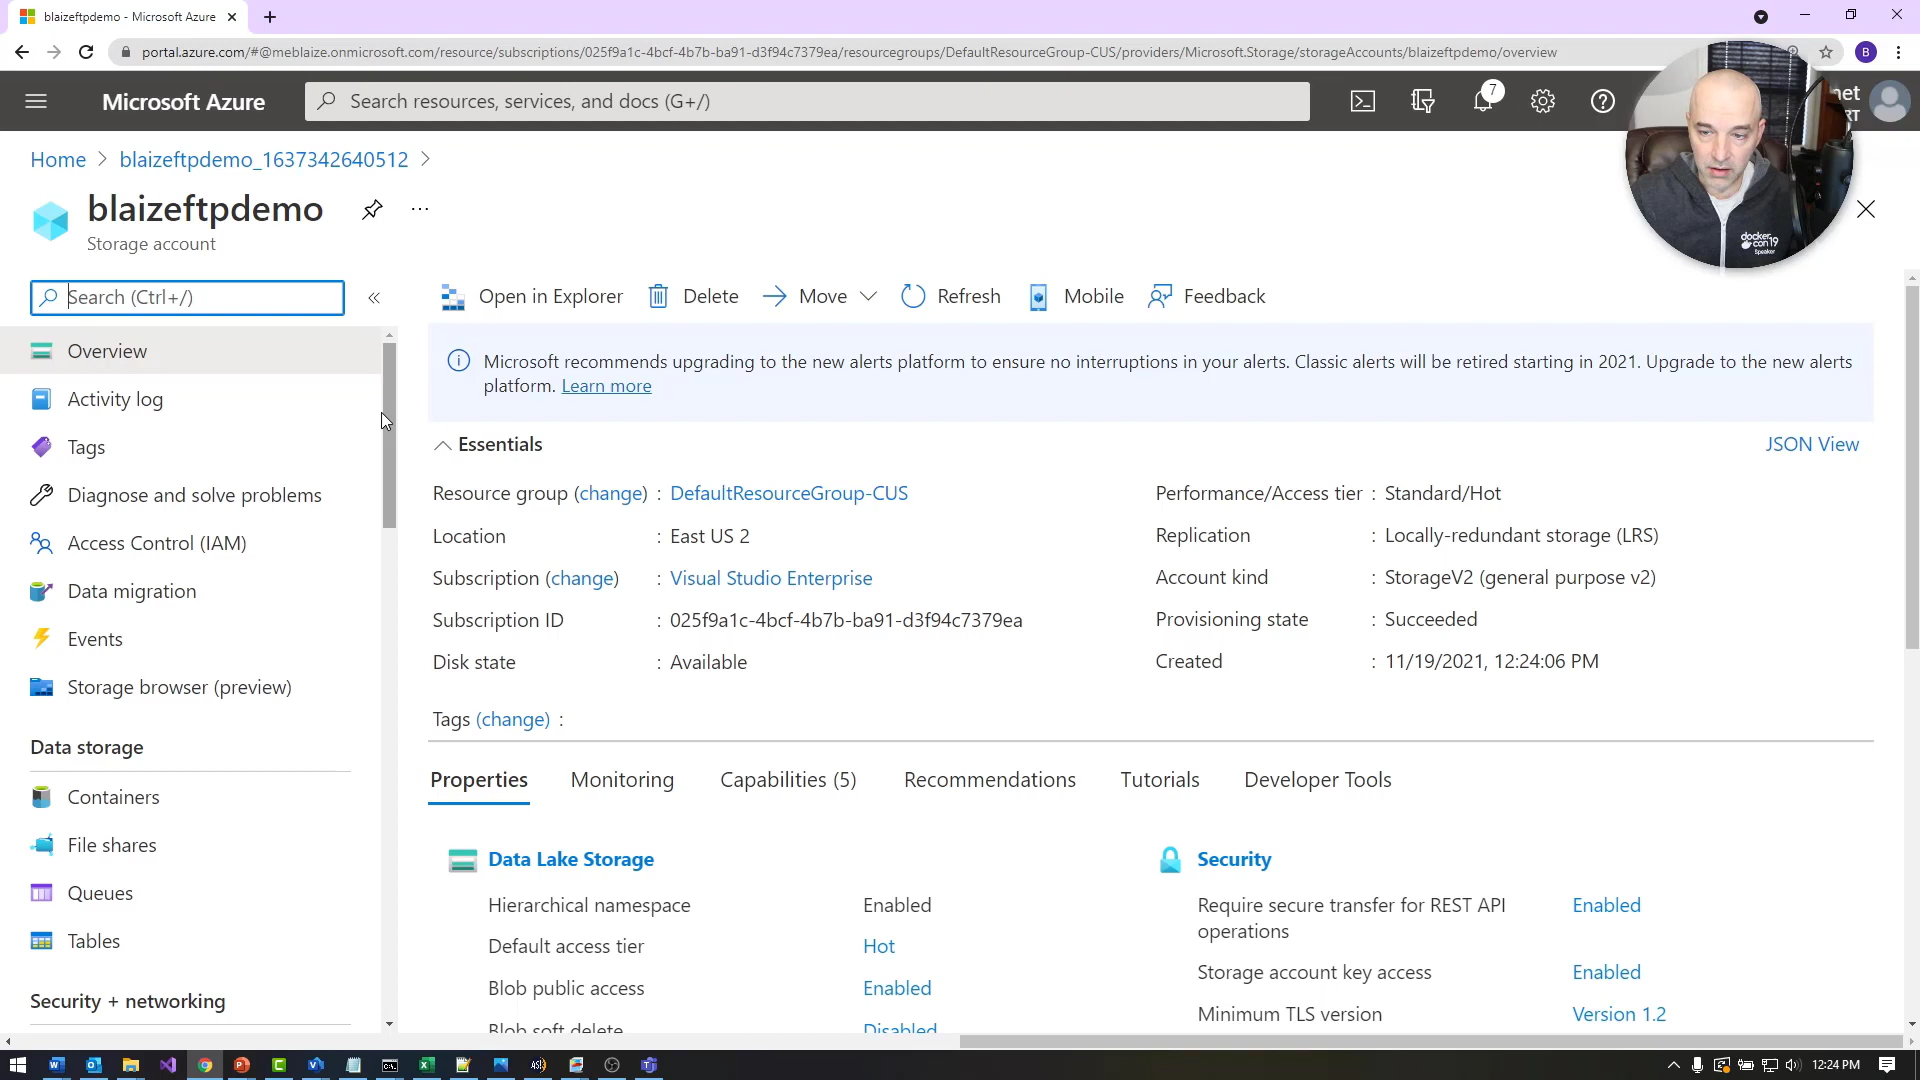 blaizeftpdemo - Microsoft Azure
portal.azure.com/#@meblaize.onmicrosoft.com/resource/subscriptions/025f9a1c-4bcf-4b7b-ba91-d3f94c7379ea/resourcegroups/DefaultResourceGroup-CUS/providers/Microsoft.Storage/storageAccounts/blaizeftpdemo/overview
B
Microsoft Azure
Search resources, services, and docs (G+/)
7
Home > blaizeftpdemo_1637342640512 >
blaizeftpdemo
Storage account
dockercon19
Speaker
Search (Ctrl+/)
Open in Explorer Delete Move Refresh Mobile Feedback
Overview
Activity log
Tags
Diagnose and solve problems
Access Control (IAM)
Data migration
Events
Storage browser (preview)
Data storage
Containers
File shares
Queues
Tables
Security + networking
Microsoft recommends upgrading to the new alerts platform to ensure no interruptions in your alerts. Classic alerts will be retired starting in 2021. Upgrade to the new alerts
platform. Learn more
Essentials
JSON View
Resource group (change) : DefaultResourceGroup-CUS
Location : East US 2
Subscription (change) : Visual Studio Enterprise
Subscription ID : 025f9a1c-4bcf-4b7b-ba91-d3f94c7379ea
Disk state : Available
Performance/Access tier : Standard/Hot
Replication : Locally-redundant storage (LRS)
Account kind : StorageV2 (general purpose v2)
Provisioning state : Succeeded
Created : 11/19/2021, 12:24:06 PM
Tags (change) :
Properties Monitoring Capabilities (5) Recommendations Tutorials Developer Tools
Data Lake Storage
Hierarchical namespace Enabled
Default access tier Hot
Blob public access Enabled
Blob soft delete Disabled
Security
Require secure transfer for REST API operations Enabled
Storage account key access Enabled
Minimum TLS version Version 1.2
12:24 PM